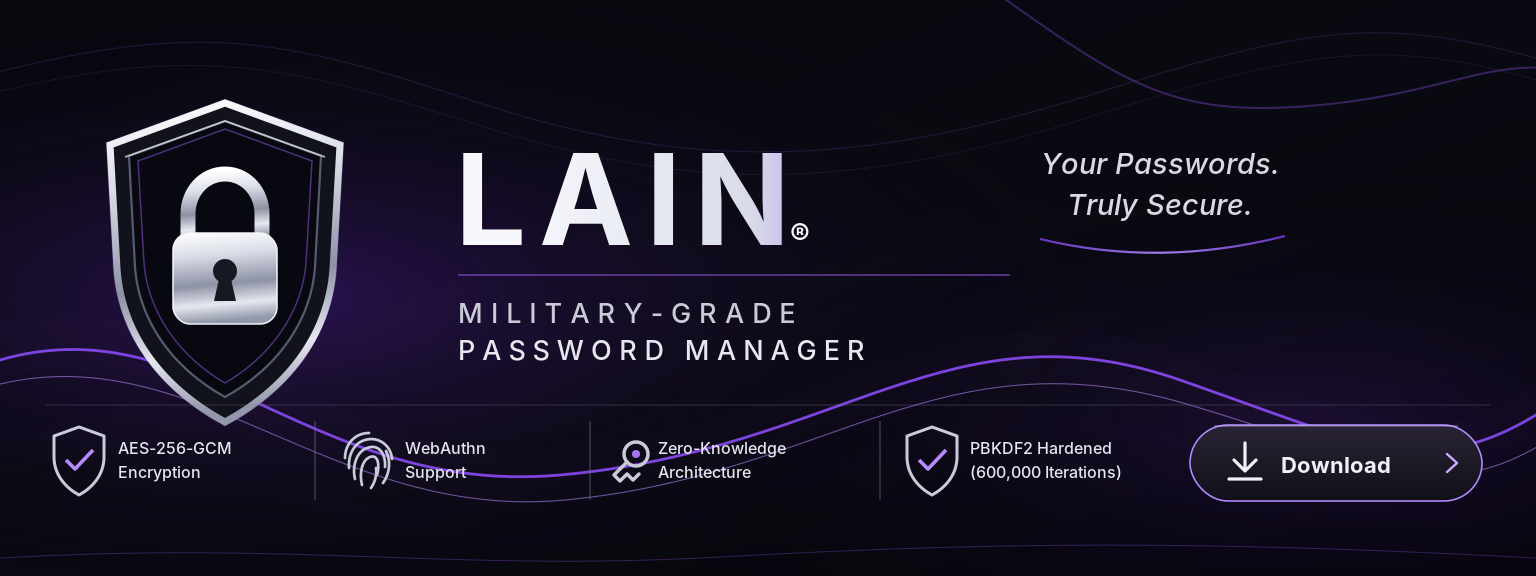 LAIN®
Your Passwords.
Truly Secure.
MILITARY-GRADE
PASSWORD MANAGER
AES-256-GCM
Encryption
WebAuthn
Support
Zero-Knowledge
Architecture
PBKDF2 Hardened
(600,000 Iterations)
Download